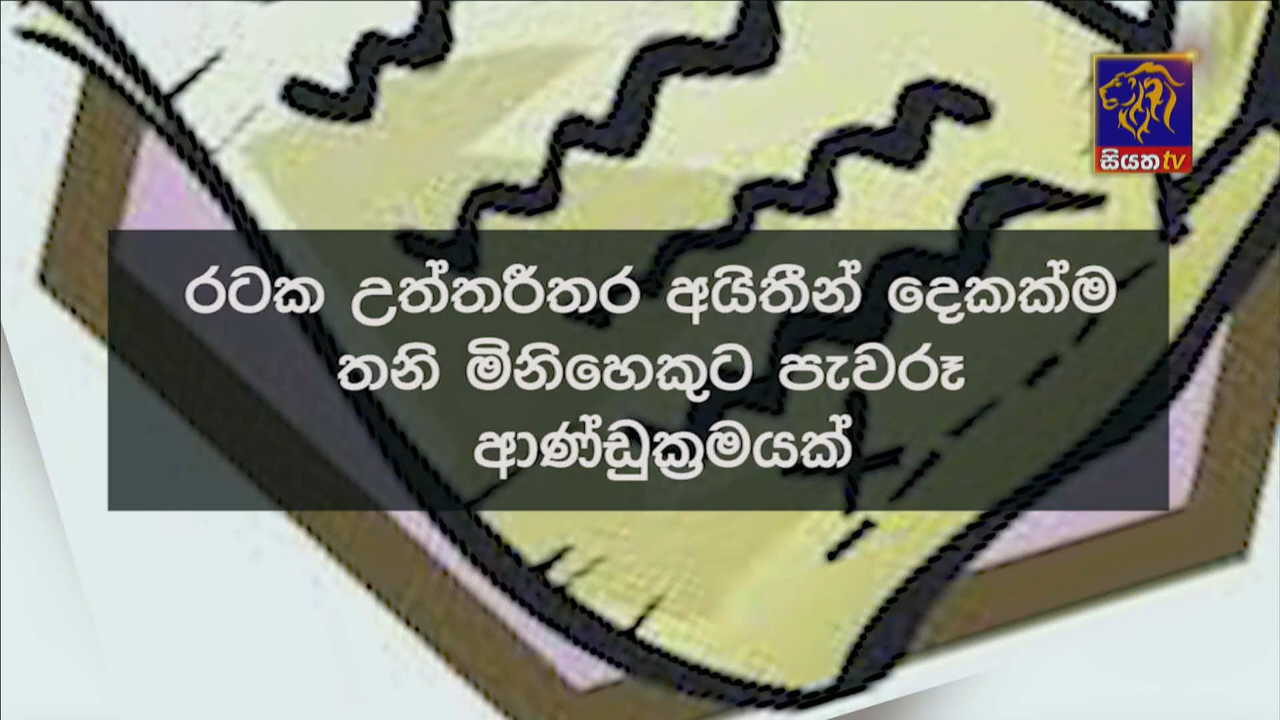 සියත tv
රටක උත්තරීතර අයිතීන් දෙකක්ම
තනි මිනිහෙකුට පැවරූ
ආණ්ඩුක්‍රමයක්